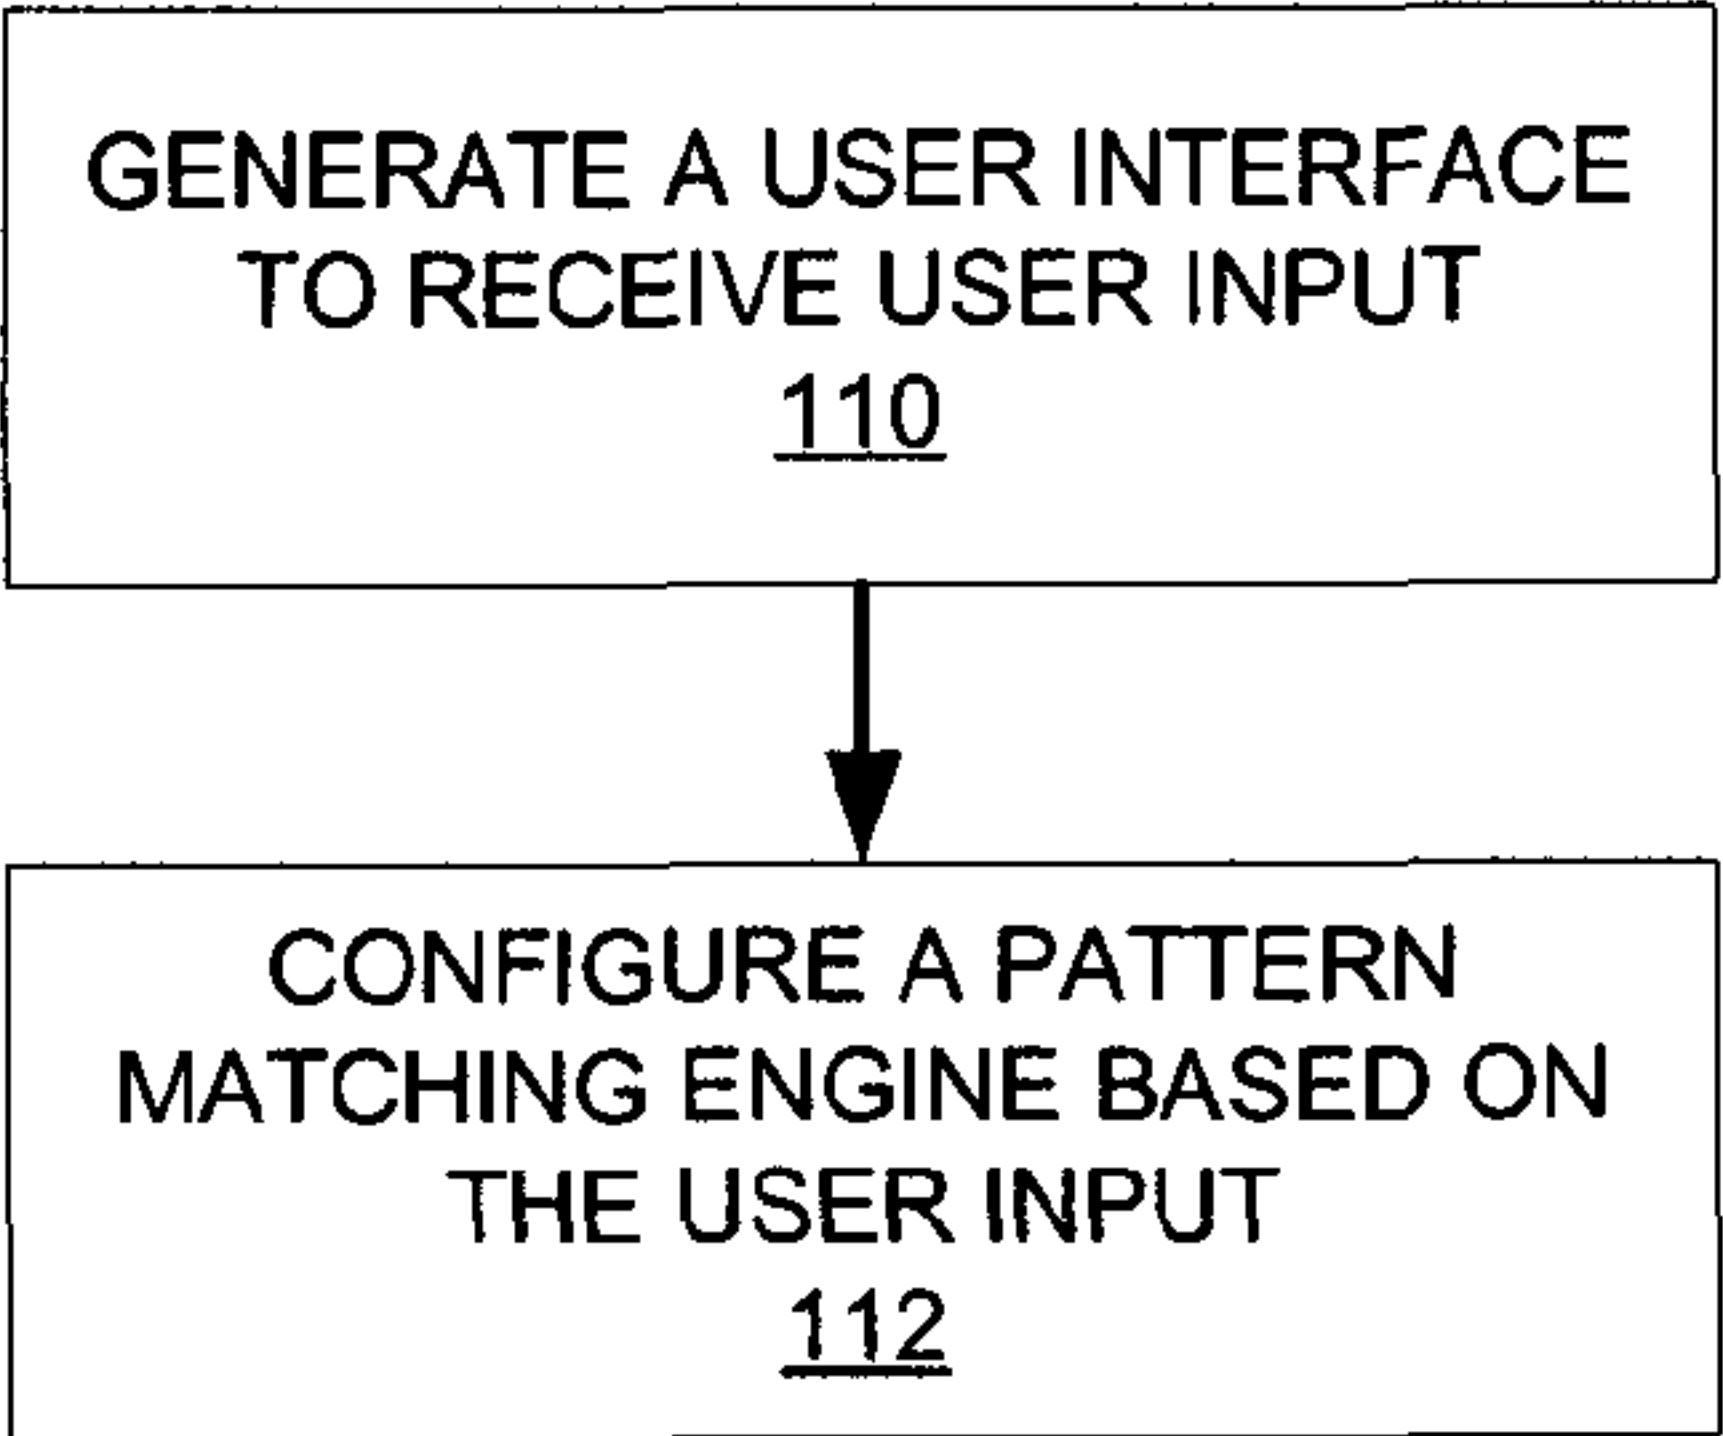 GENERATE A USER INTERFACE
TO RECEIVE USER INPUT
110
CONFIGURE A PATTERN
MATCHING ENGINE BASED ON
THE USER INPUT
112